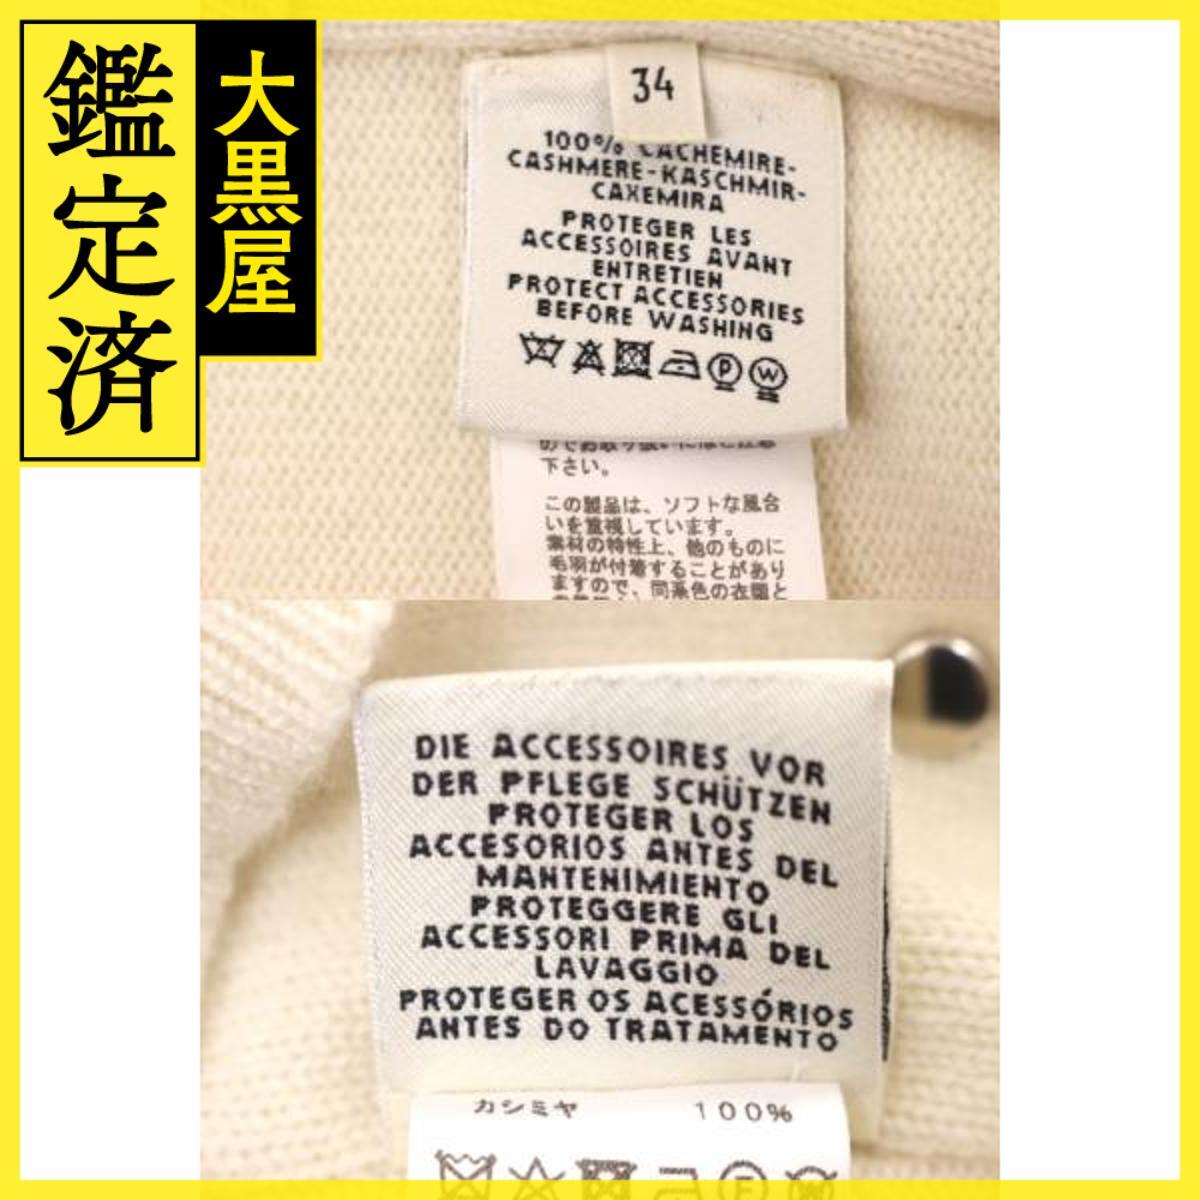 鑑定済
大黒屋
34
100% CACHEMIRE-
CASHMERE-KASCHMIR-
CAXEMIRA
PROTEGER LES
ACCESSOIRES AVANT
ENTRETIEN
PROTECT ACCESSORIES
BEFORE WASHING
P W
下さい。
この製品は、ソフトな風合
いを重視しています。
素材の特性上、他のものに
毛羽が付着することがあり
ますので、同系色の衣類と
DIE ACCESSOIRES VOR
DER PFLEGE SCHÜTZEN
PROTEGER LOS
ACCESORIOS ANTES DEL
MANTENIMIENTO
PROTEGGERE GLI
ACCESSORI PRIMA DEL
LAVAGGIO
PROTEGER OS ACESSÓRIOS
ANTES DO TRATAMENTO
カシミヤ 100%